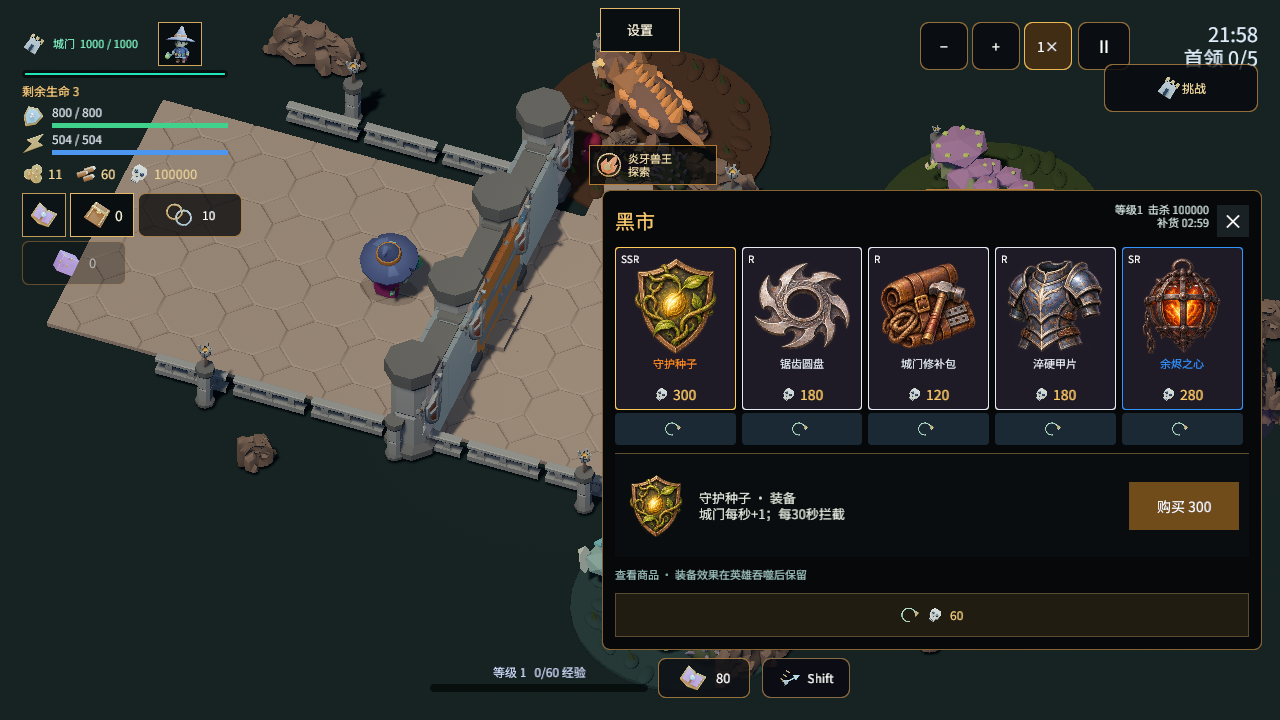 城门 1000 / 1000
设置
－
+
1×
21:58
首领 0/5
挑战
剩余生命 3
800 / 800
504 / 504
11
60
100000
0
10
0
炎牙兽王
探索
黑市
等级1 击杀 100000
补货 02:59
SSR
守护种子
300
R
锯齿圆盘
180
R
城门修补包
120
R
淬硬甲片
180
SR
余烬之心
280
守护种子 · 装备
城门每秒+1；每30秒拦截
购买 300
查看商品 · 装备效果在英雄吞噬后保留
60
等级 1 0/60 经验
80
Shift